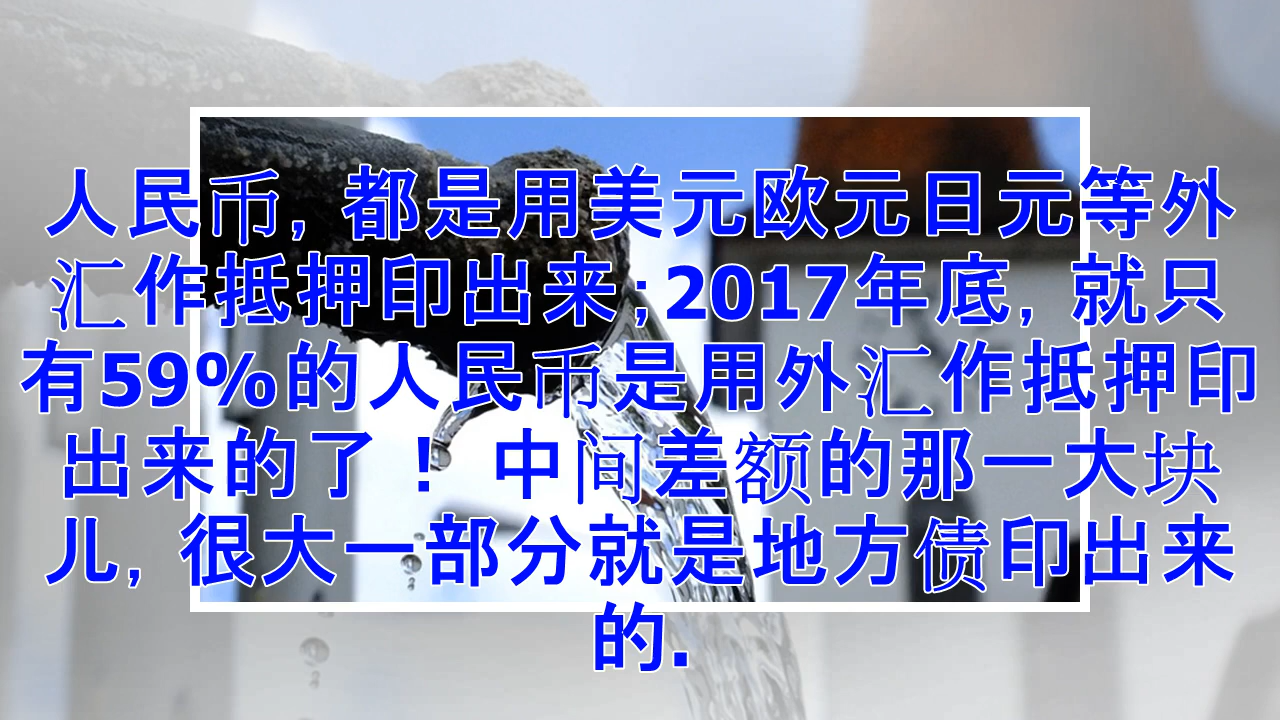 人民币, 都是用美元欧元日元等外
汇作抵押印出来;2017年底, 就只
有59%的人民币是用外汇作抵押印
出来的了！ 中间差额的那一大块
儿, 很大一部分就是地方债印出来
的.